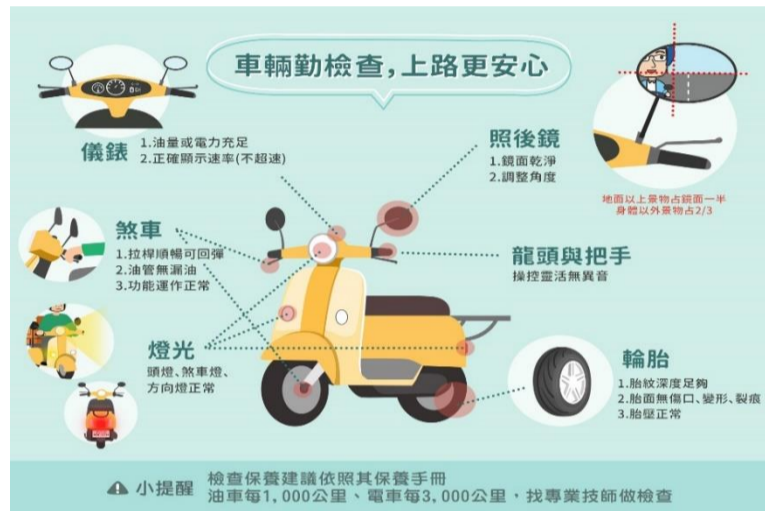 車輛勤檢查,上路更安心
儀錶
1.油量或電力充足
2.正確顯示速率(不超速)
照後鏡
1.鏡面乾淨
2.調整角度
地面以上景物占鏡面一半
身體以外景物占2/3
煞車
1.拉桿順暢可回彈
2.油管無漏油
3.功能運作正常
龍頭與把手
操控靈活無異音
燈光
頭燈、煞車燈、
方向燈正常
輪胎
1.胎紋深度足夠
2.胎面無傷口、變形、裂痕
3.胎壓正常
小提醒
檢查保養建議依照其保養手冊
油車每1,000公里、電車每3,000公里,找專業技師做檢查